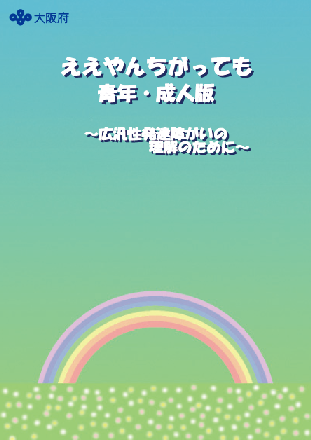 大阪府
ええやんちがっても
青年・成人版
～広汎性発達障がいの
理解のために～